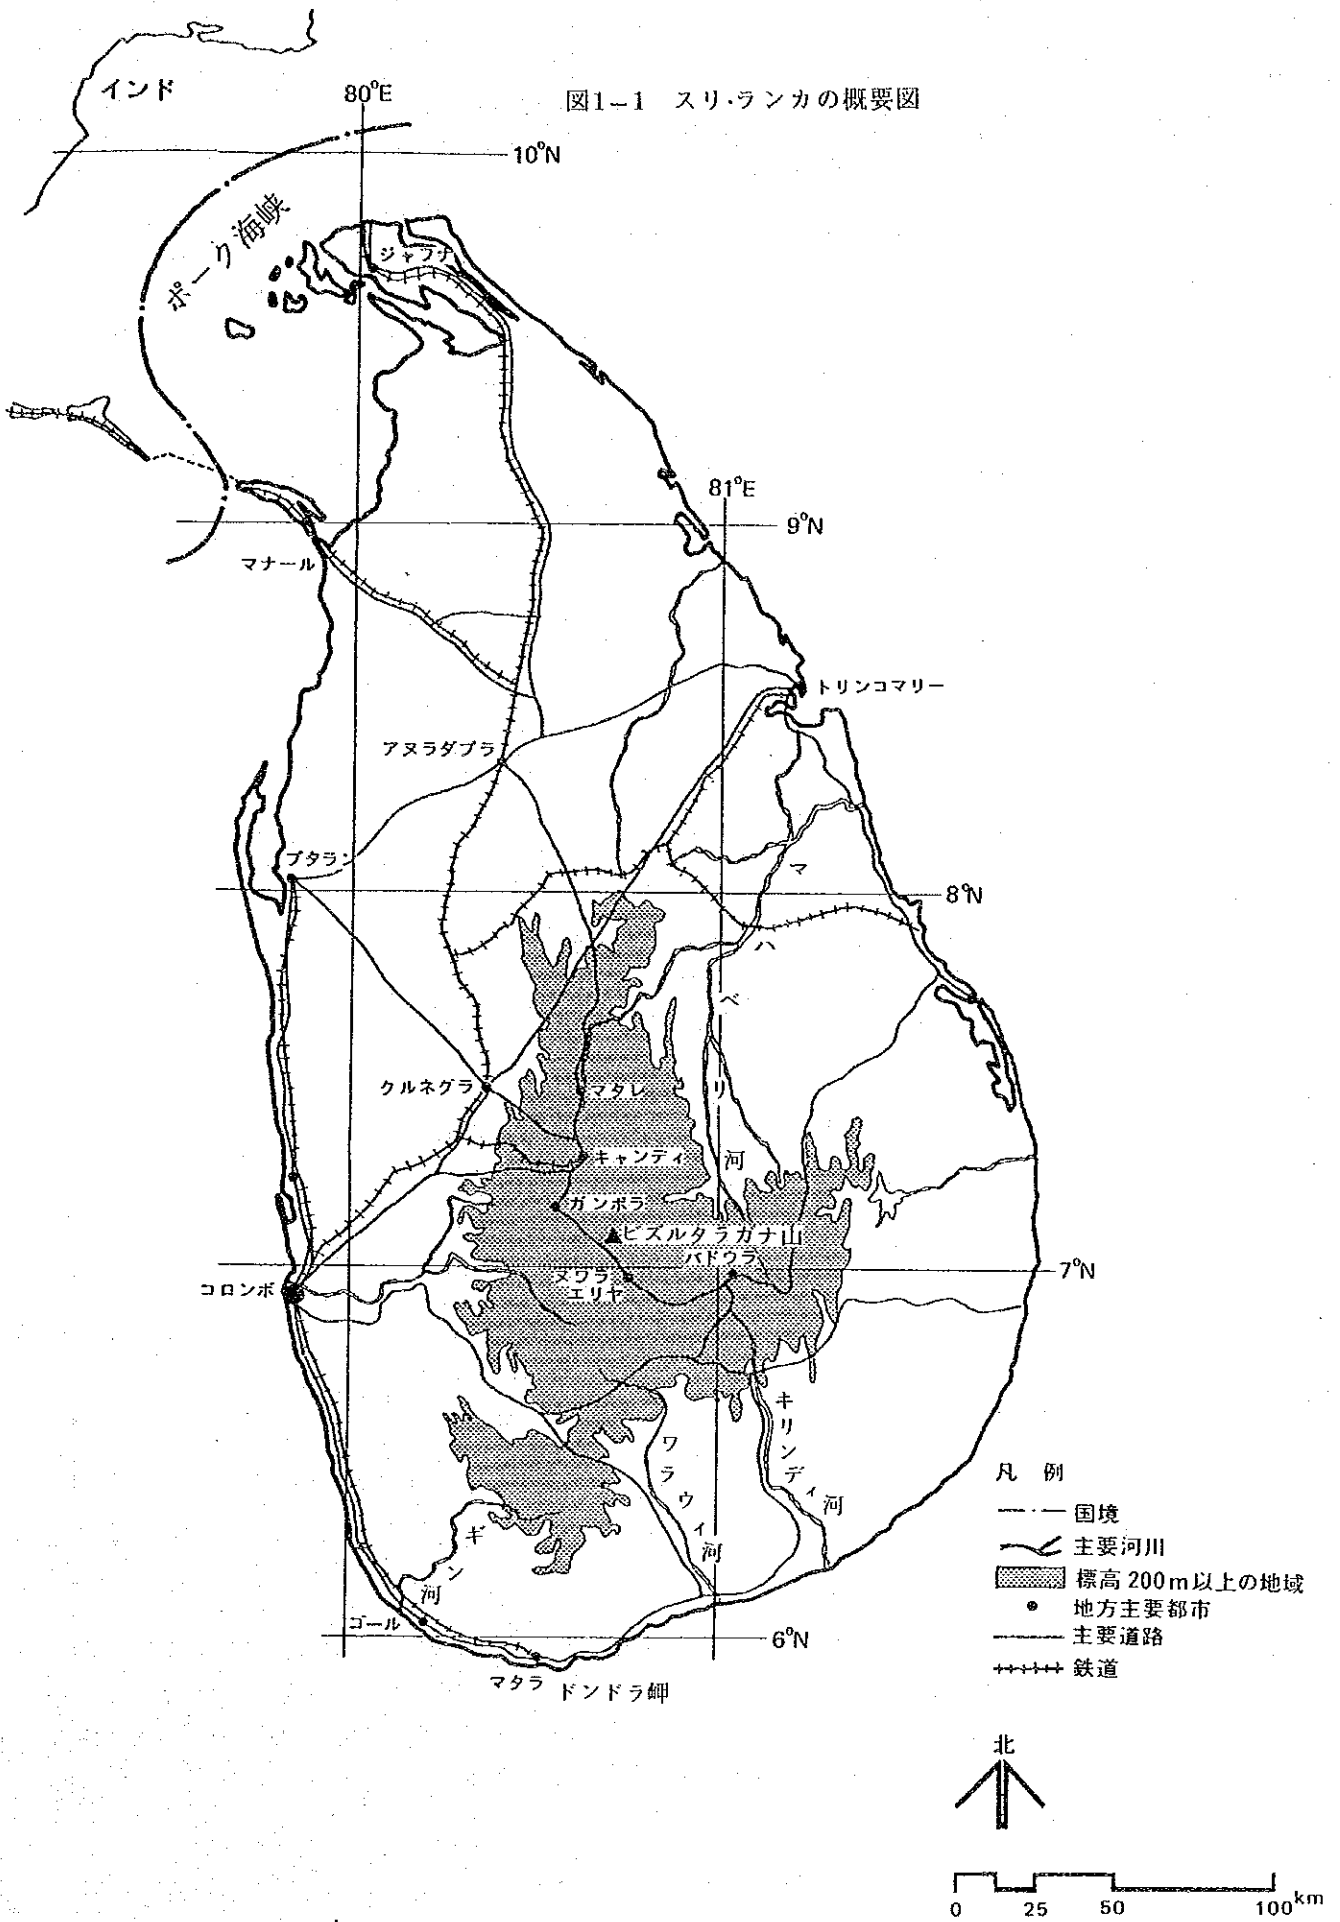 図1-1 スリ・ランカの概要図
インド
80°E
10°N
ポーク海峡
ジャフナ
81°E
9°N
マナール
トリンコマリー
アヌラダプラ
プタラン
8°N
マハベリ河
クルネグラ
マタレ
キャンディ
ガンポラ
▲ピズルタラガナ山
バドウラ
ヌワラ
エリヤ
7°N
コロンボ
キリンディ河
ワラウィ河
ギン河
ゴール
6°N
マタラ
ドンドラ岬
凡例
国境
主要河川
標高200m以上の地域
地方主要都市
主要道路
鉄道
北
0 25 50 100km